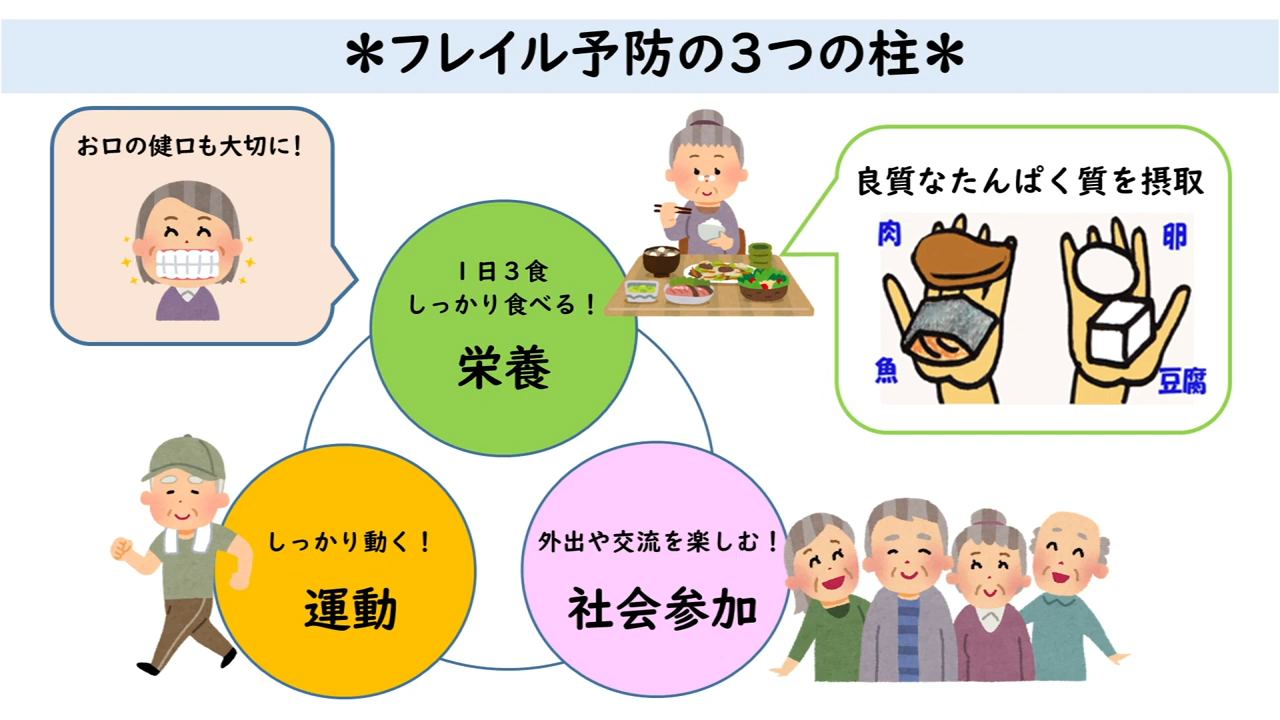 ＊フレイル予防の３つの柱＊
お口の健口も大切に！
１日３食
しっかり食べる！
栄養
良質なたんぱく質を摂取
肉
卵
魚
豆腐
しっかり動く！
運動
外出や交流を楽しむ！
社会参加